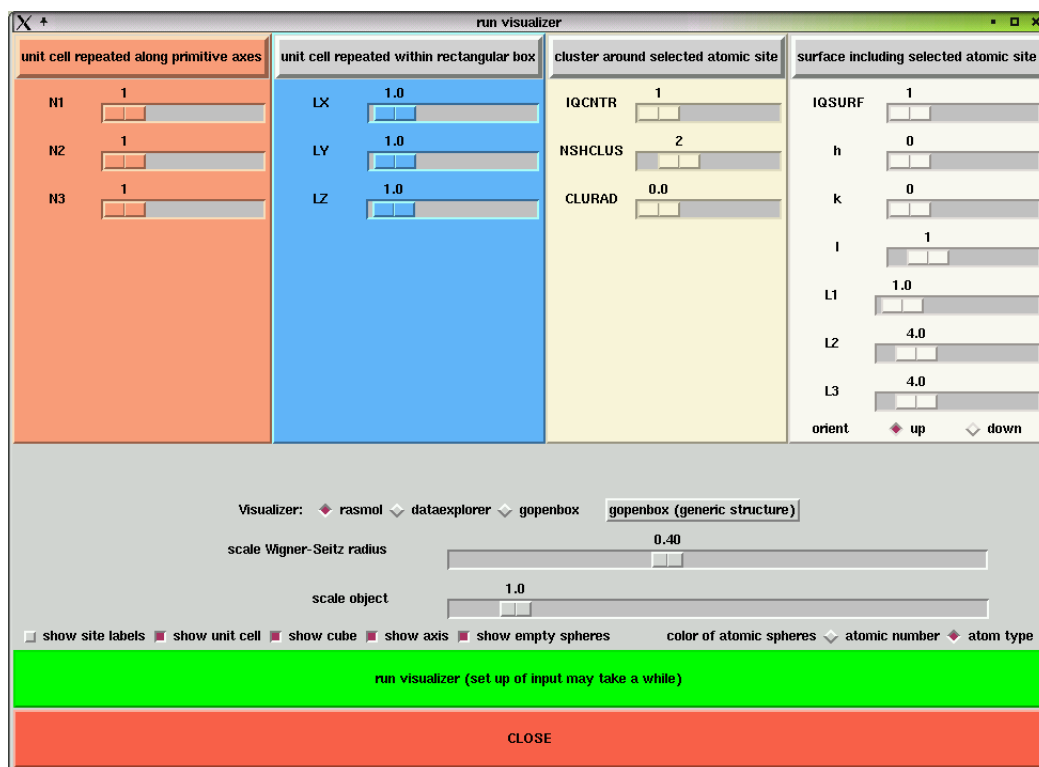 run visualizer
unit cell repeated along primitive axes
unit cell repeated within rectangular box
cluster around selected atomic site
surface including selected atomic site
N1 1
N2 1
N3 1
LX 1.0
LY 1.0
LZ 1.0
IQCNTR 1
NSHCLUS 2
CLURAD 0.0
IQSURF 1
h 0
k 0
l 1
L1 1.0
L2 4.0
L3 4.0
orient up down
Visualizer: rasmol dataexplorer gopenbox gopenbox (generic structure)
scale Wigner-Seitz radius 0.40
scale object 1.0
show site labels show unit cell show cube show axis show empty spheres color of atomic spheres atomic number atom type
run visualizer (set up of input may take a while)
CLOSE